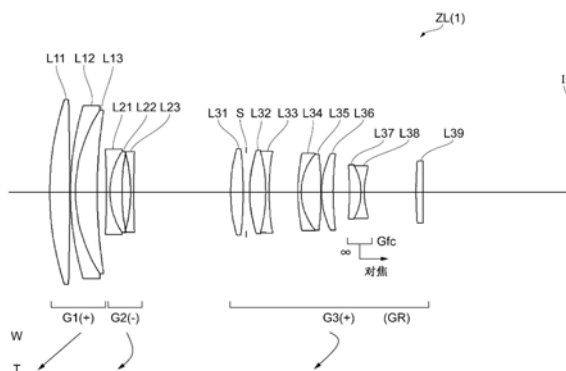 ZL(1)
L11 L12 L13
L21 L22 L23
L31 S L32 L33 L34 L35 L36
L37 L38 L39
I
∞ Gfc
对焦
G1(+) G2(-) G3(+) (GR)
W
T